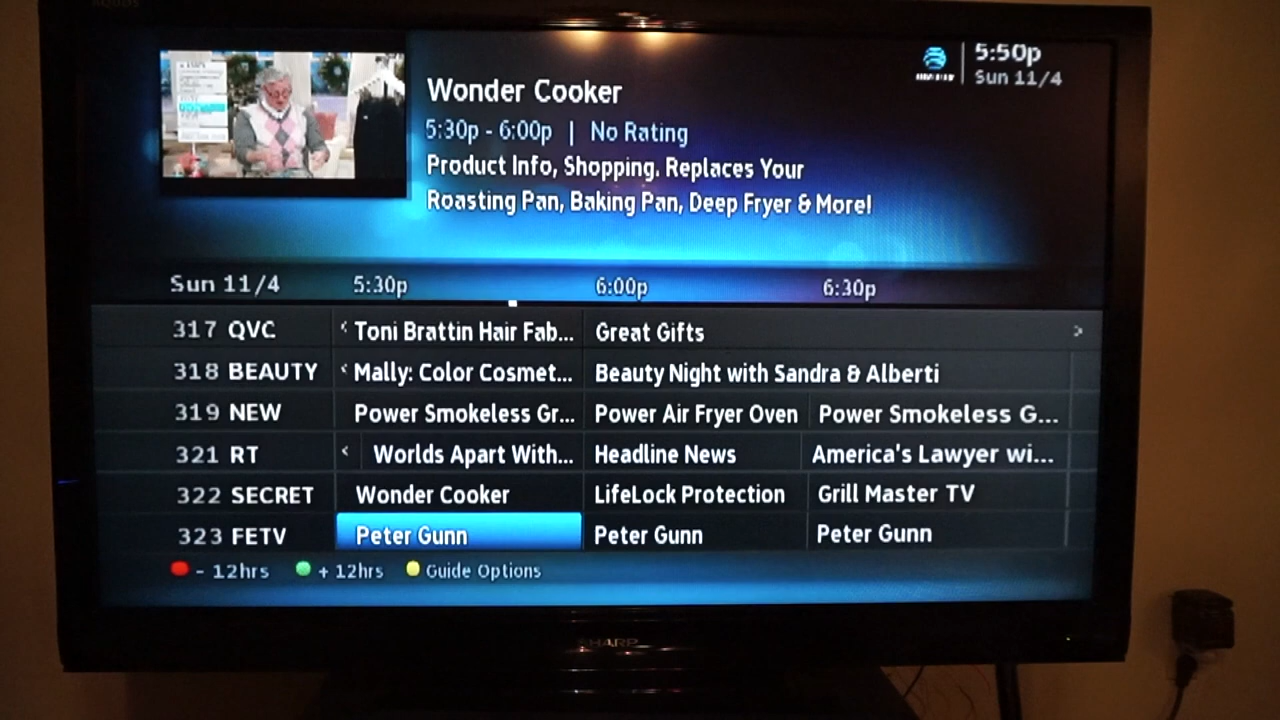 AQUOS
5:50p
Sun 11/4
Wonder Cooker
5:30p - 6:00p | No Rating
Product Info, Shopping. Replaces Your
Roasting Pan, Baking Pan, Deep Fryer & More!
Sun 11/4 5:30p 6:00p 6:30p
317 QVC < Toni Brattin Hair Fab... Great Gifts >
318 BEAUTY < Mally: Color Cosmet... Beauty Night with Sandra & Alberti
319 NEW Power Smokeless Gr... Power Air Fryer Oven Power Smokeless G...
321 RT < Worlds Apart With... Headline News America's Lawyer wi...
322 SECRET Wonder Cooker LifeLock Protection Grill Master TV
323 FETV Peter Gunn Peter Gunn Peter Gunn
- 12hrs + 12hrs Guide Options
SHARP